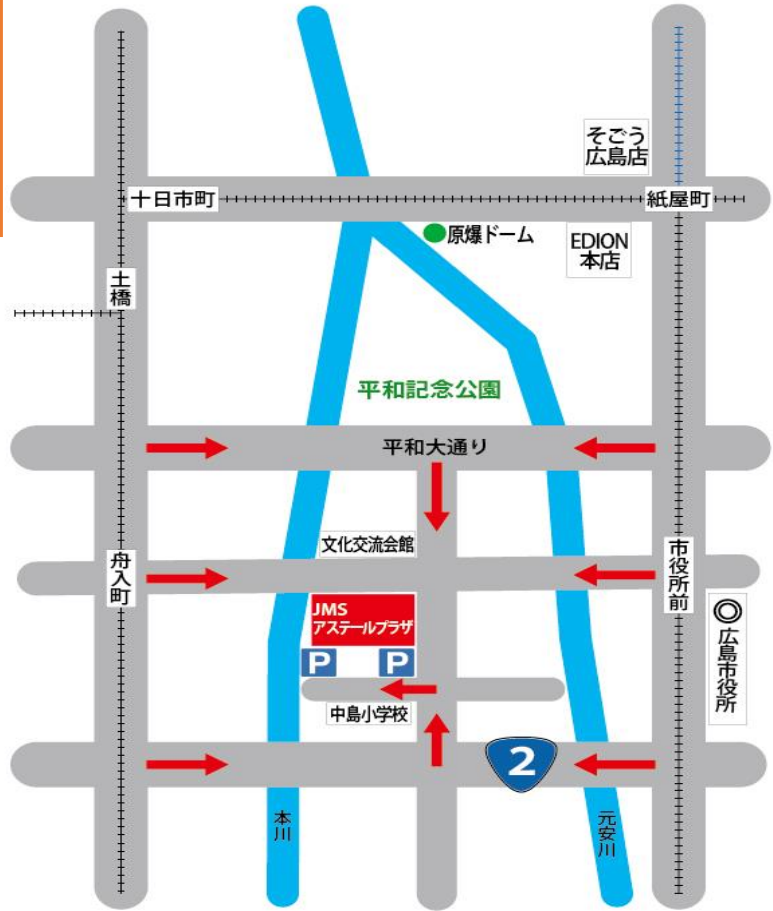 そごう
広島店
十日市町
紙屋町
原爆ドーム
EDION
本店
土橋
平和記念公園
平和大通り
文化交流会館
舟入町
市役所前
JMS
アステールプラザ
P
P
広島市役所
中島小学校
2
本川
元安川